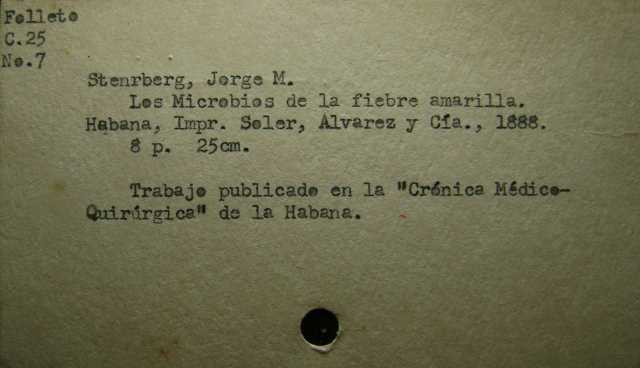 Folleto
C.25
No.7
Stenrberg, Jorge M.
Los Microbios de la fiebre amarilla.
Habana, Impr. Soler, Alvarez y Cía., 1888.
8 p. 25cm.
Trabajo publicado en la "Crónica Médico-
Quirúrgica" de la Habana.